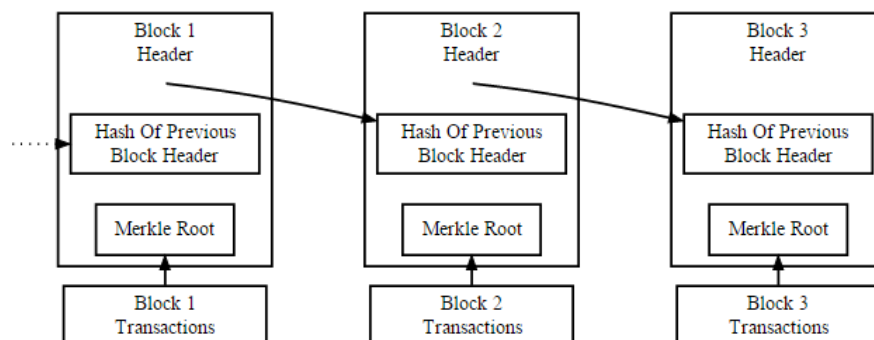 Block 1
Header
Block 2
Header
Block 3
Header
Hash Of Previous
Block Header
Hash Of Previous
Block Header
Hash Of Previous
Block Header
Merkle Root
Merkle Root
Merkle Root
Block 1
Transactions
Block 2
Transactions
Block 3
Transactions